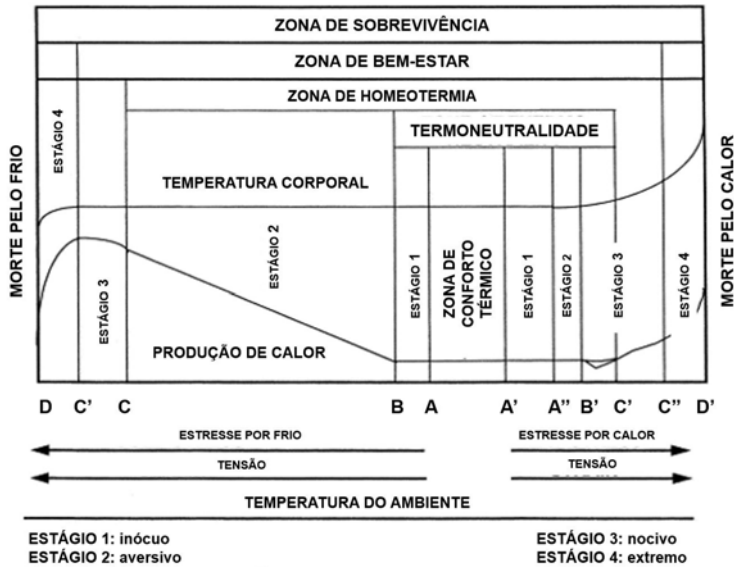 ZONA DE SOBREVIVÊNCIA
ZONA DE BEM-ESTAR
ZONA DE HOMEOTERMIA
TERMONEUTRALIDADE
MORTE PELO FRIO
ESTÁGIO 4
TEMPERATURA CORPORAL
ESTÁGIO 3
ESTÁGIO 2
PRODUÇÃO DE CALOR
ESTÁGIO 1
ZONA DE
CONFORTO
TÉRMICO
ESTÁGIO 1
ESTÁGIO 2
ESTÁGIO 3
ESTÁGIO 4
MORTE PELO CALOR
D C' C B A A' A'' B' C' C'' D'
ESTRESSE POR FRIO ESTRESSE POR CALOR
TENSÃO TENSÃO
TEMPERATURA DO AMBIENTE
ESTÁGIO 1: inócuo ESTÁGIO 3: nocivo
ESTÁGIO 2: aversivo ESTÁGIO 4: extremo